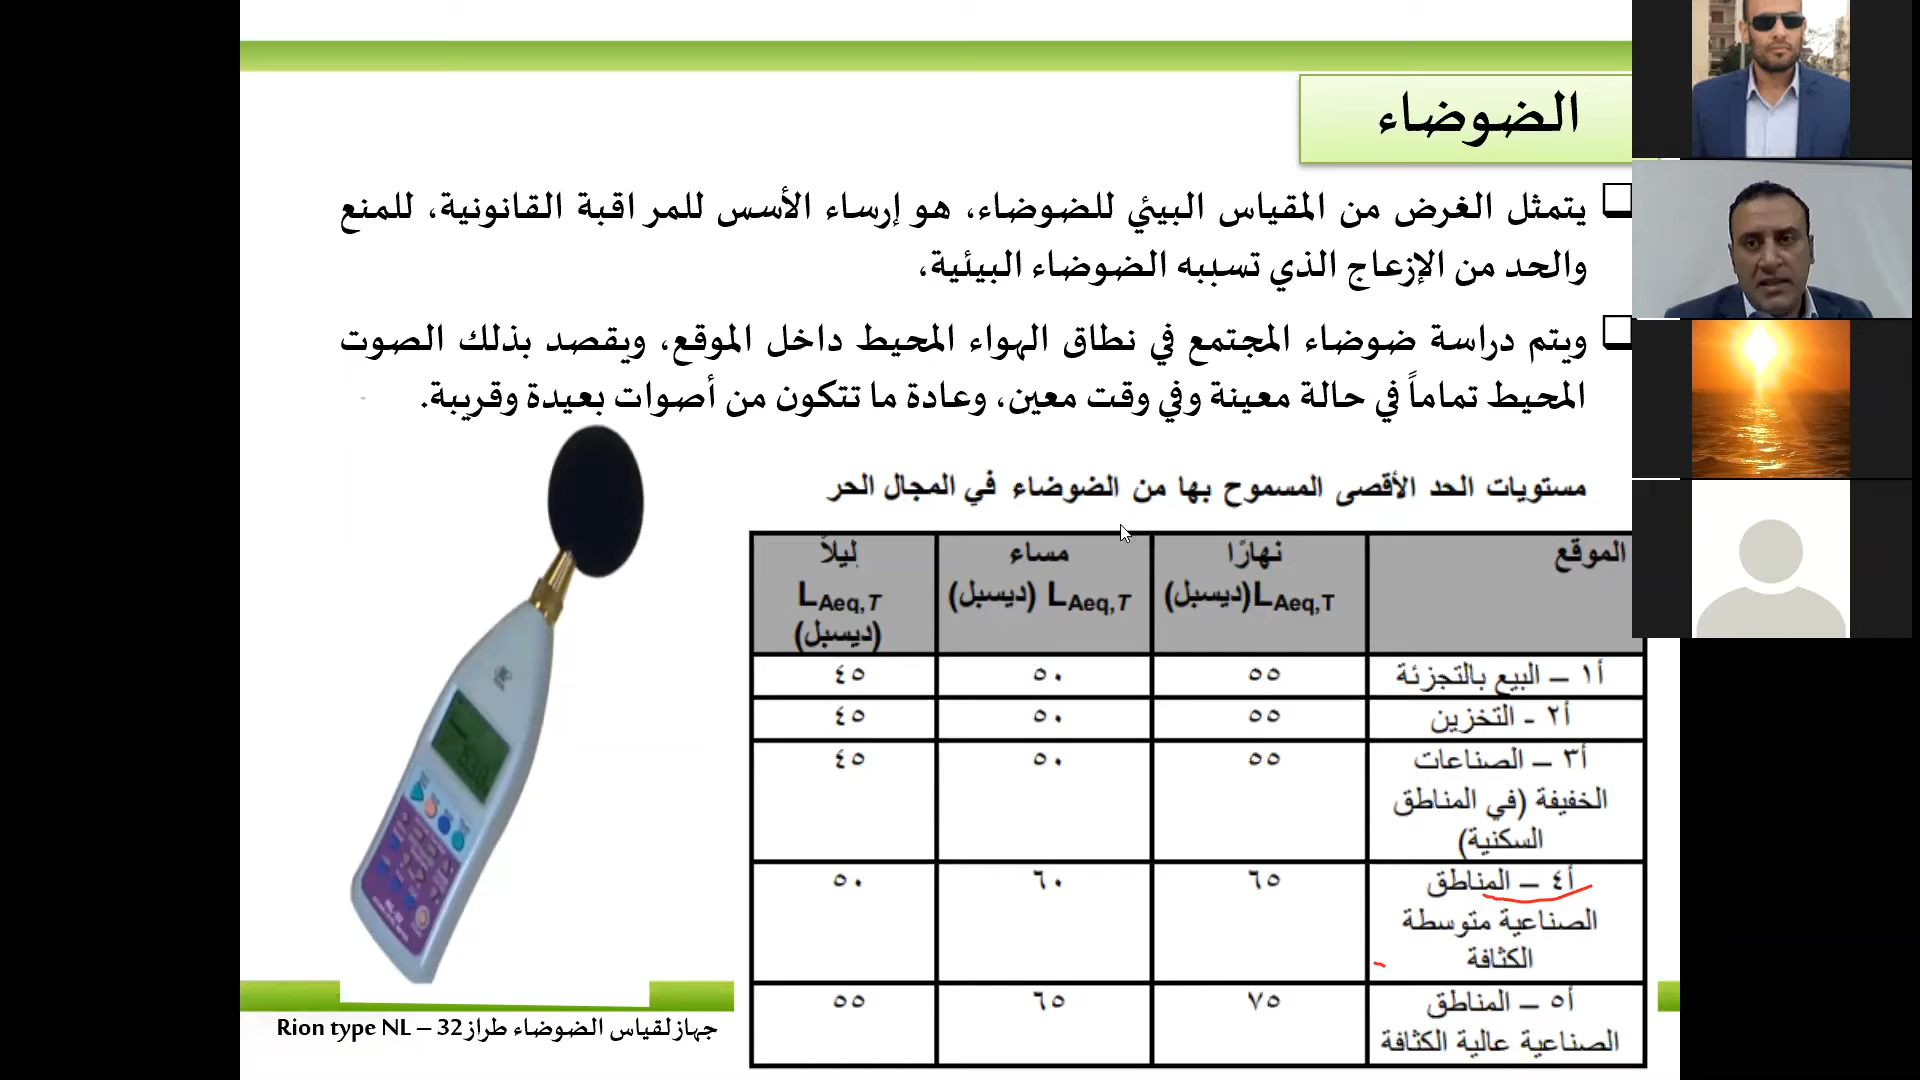 الضوضاء
يتمثل الغرض من المقياس البيئي للضوضاء، هو إرساء الأسس للمراقبة القانونية، للمنع
والحد من الإزعاج الذي تسببه الضوضاء البيئية،
ويتم دراسة ضوضاء المجتمع في نطاق الهواء المحيط داخل الموقع، ويقصد بذلك الصوت
المحيط تماماً في حالة معينة وفي وقت معين، وعادة ما تتكون من أصوات بعيدة وقريبة.
مستويات الحد الأقصى المسموح بها من الضوضاء في المجال الحر
الموقع نهارًا مساء ليلاً
LAeq,T(ديسبل) LAeq,T (ديسبل) LAeq,T
(ديسبل)
أ١ – البيع بالتجزئة ٥٥ ٥٠ ٤٥
أ٢ - التخزين ٥٥ ٥٠ ٤٥
أ٣ – الصناعات ٥٥ ٥٠ ٤٥
الخفيفة (في المناطق
السكنية)
أ٤ – المناطق ٦٥ ٦٠ ٥٠
الصناعية متوسطة
الكثافة
أ٥ – المناطق ٧٥ ٦٥ ٥٥
الصناعية عالية الكثافة
جهاز لقياس الضوضاء طراز Rion type NL – 32